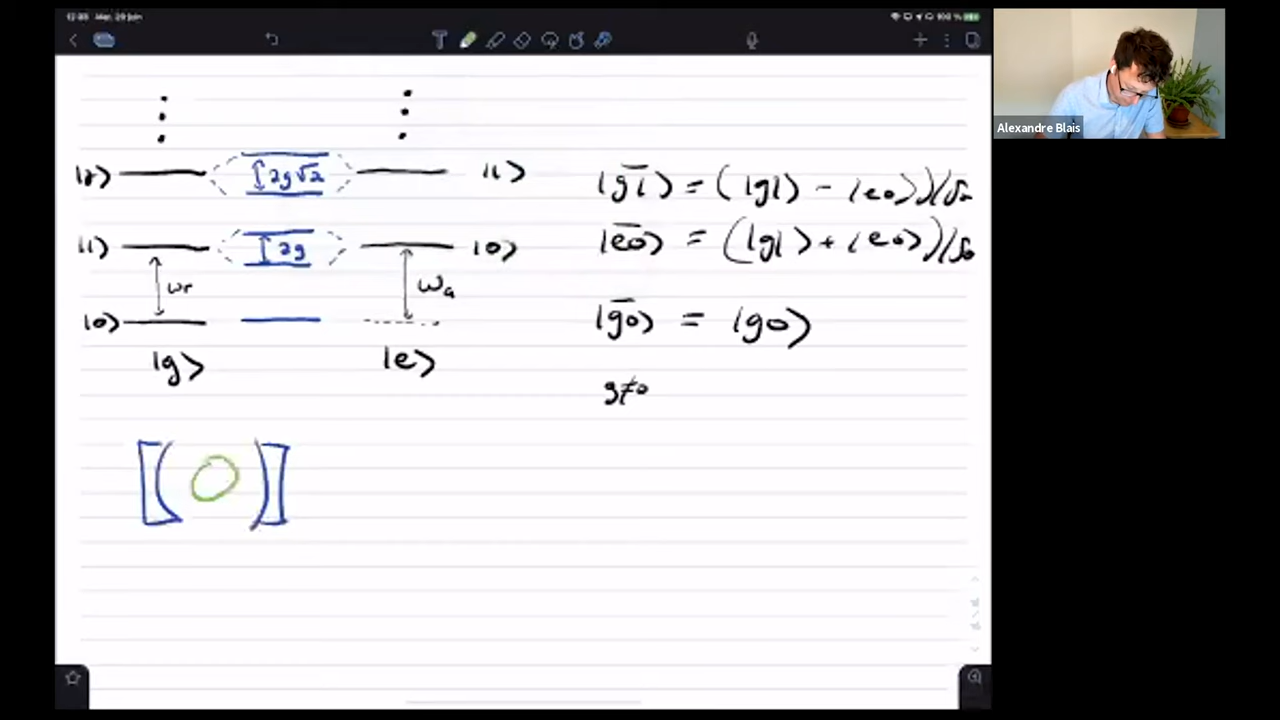 |2⟩ 2g√2 |1⟩
|1⟩ 2g |0⟩
ωr ωa
|0⟩
|g⟩ |e⟩
|g̅1̅⟩ = (|g1⟩ - |e0⟩)/√2
|e̅0̅⟩ = (|g1⟩ + |e0⟩)/√2
|g̅0̅⟩ = |g0⟩
g≠0
Alexandre Blais